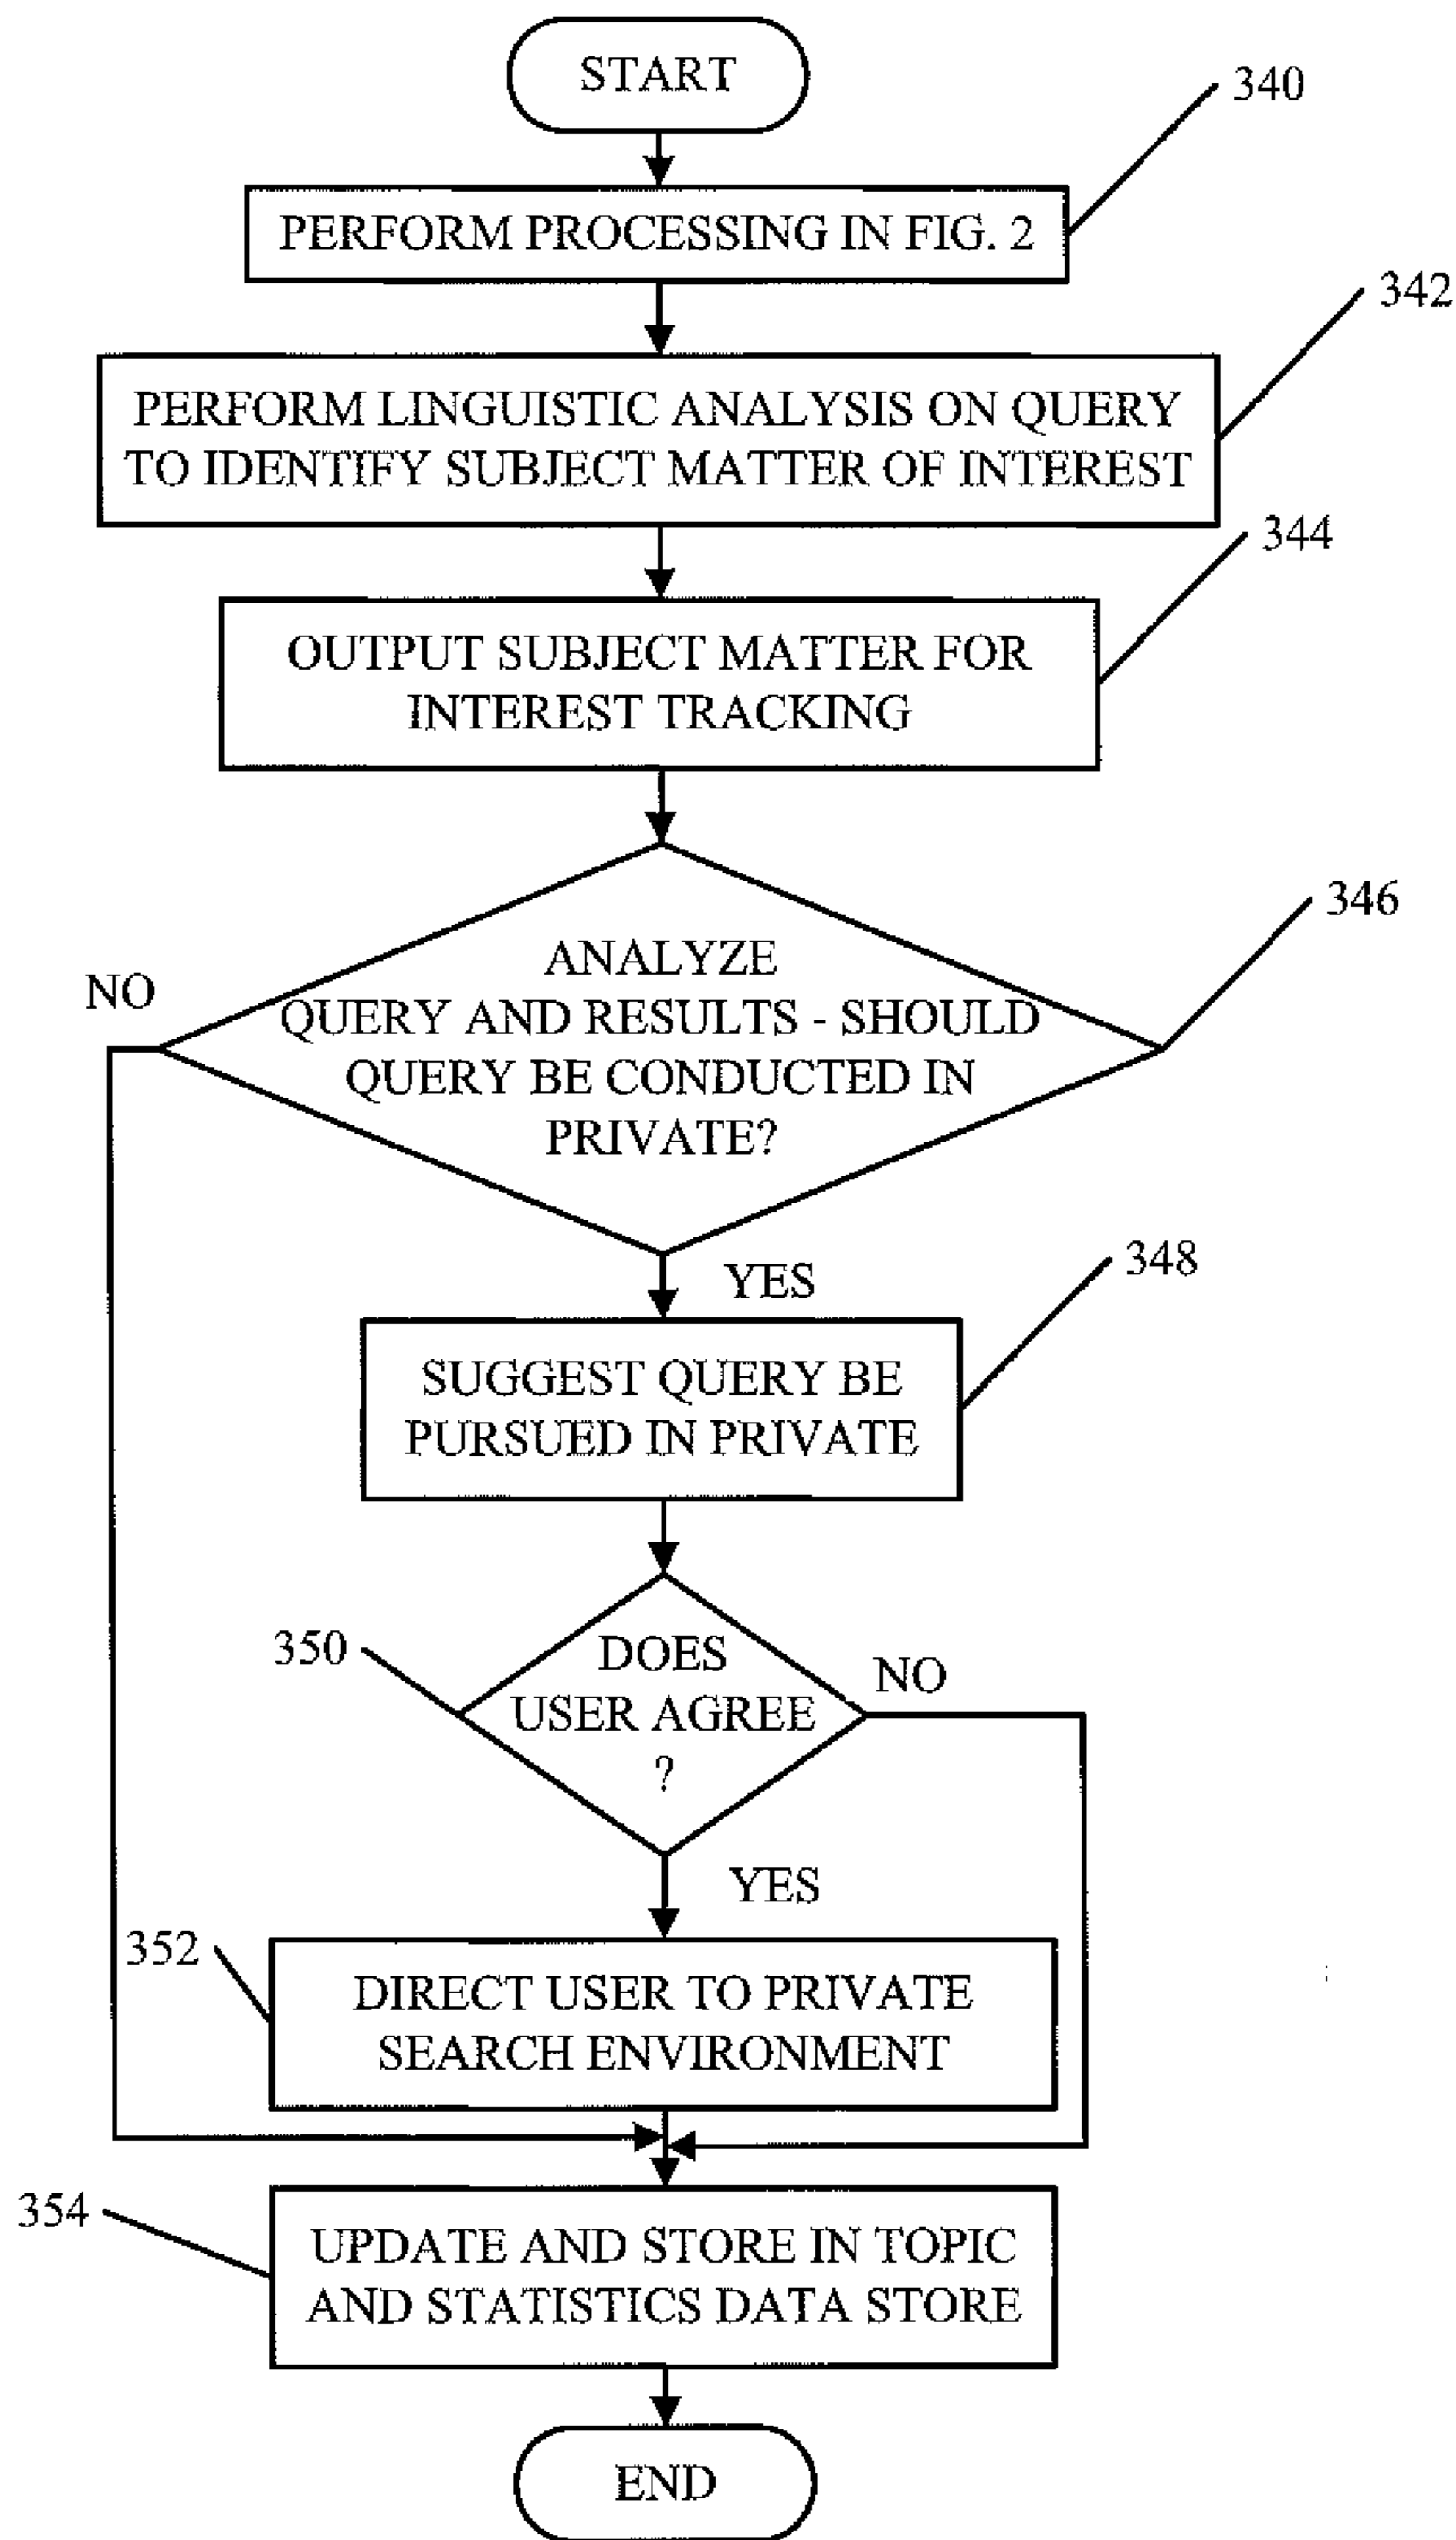 START
340
PERFORM PROCESSING IN FIG. 2
342
PERFORM LINGUISTIC ANALYSIS ON QUERY
TO IDENTIFY SUBJECT MATTER OF INTEREST
344
OUTPUT SUBJECT MATTER FOR
INTEREST TRACKING
346
NO
ANALYZE
QUERY AND RESULTS - SHOULD
QUERY BE CONDUCTED IN
PRIVATE?
YES
348
SUGGEST QUERY BE
PURSUED IN PRIVATE
350
DOES
USER AGREE
?
NO
YES
352
DIRECT USER TO PRIVATE
SEARCH ENVIRONMENT
354
UPDATE AND STORE IN TOPIC
AND STATISTICS DATA STORE
END